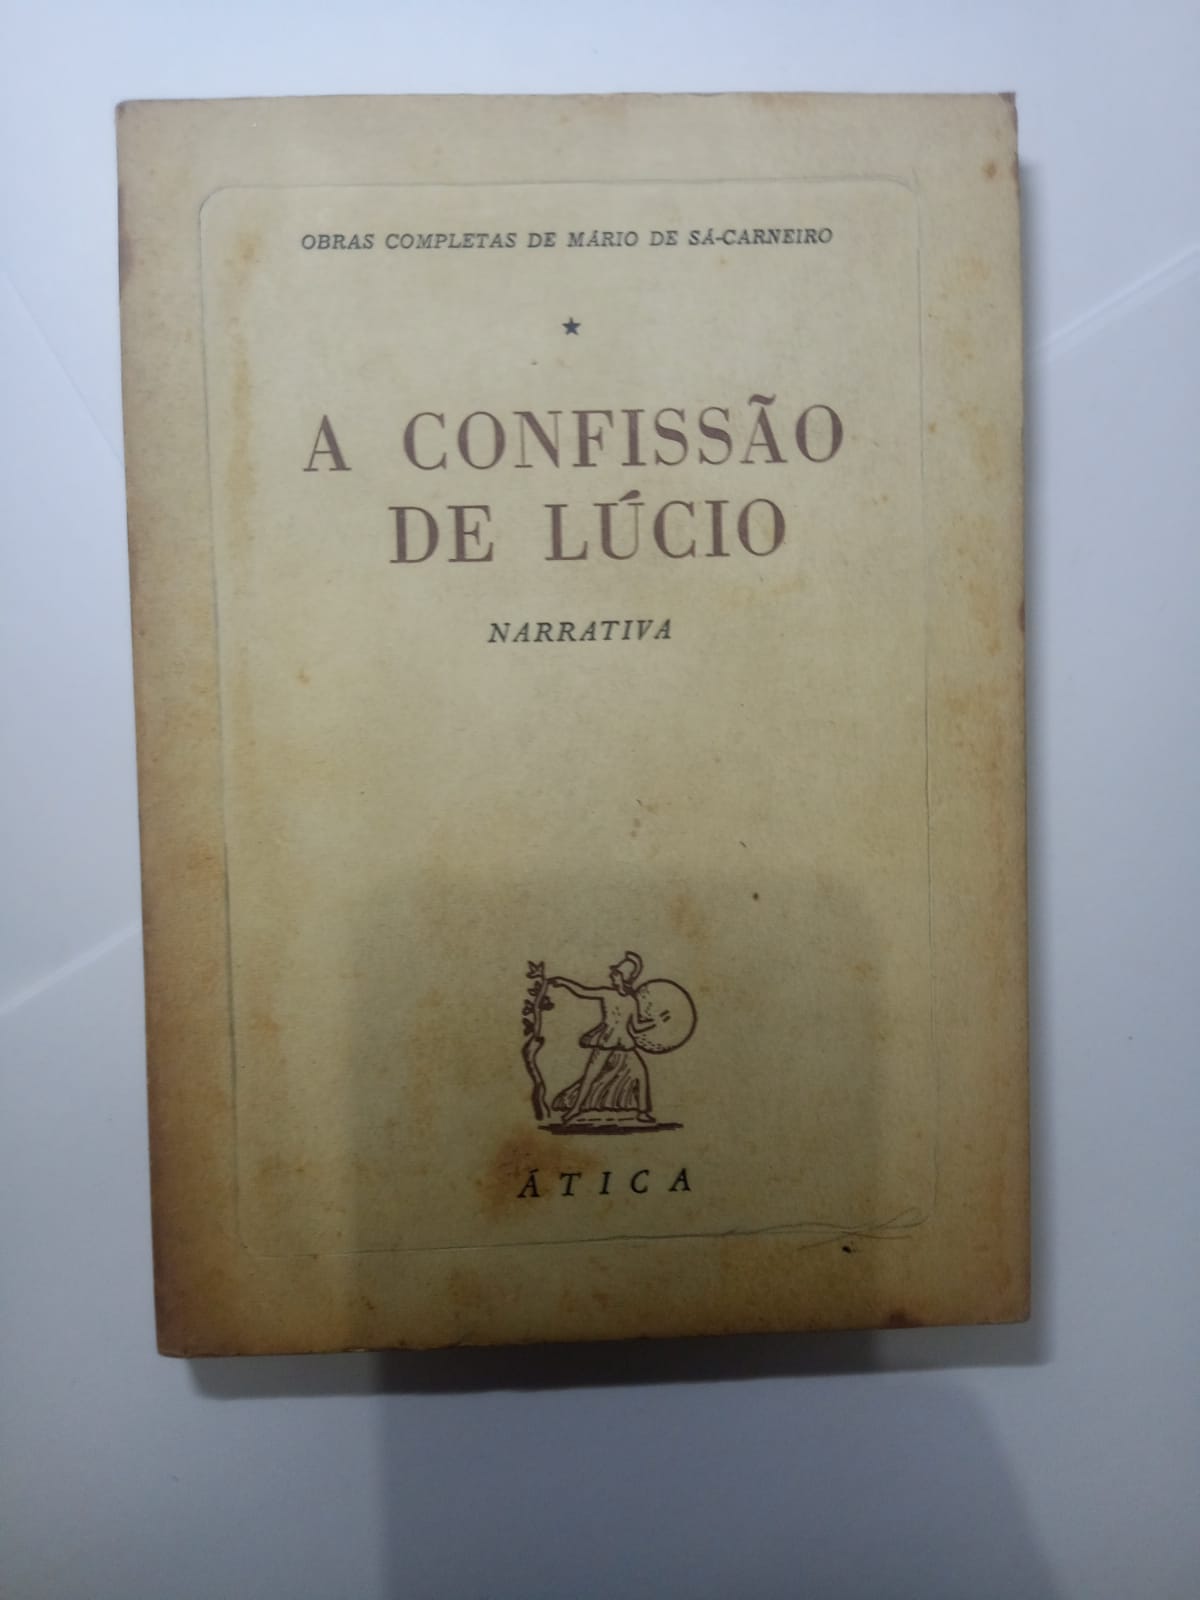 OBRAS COMPLETAS DE MÁRIO DE SÁ-CARNEIRO
★
A CONFISSÃO
DE LÚCIO
NARRATIVA
ÁTICA